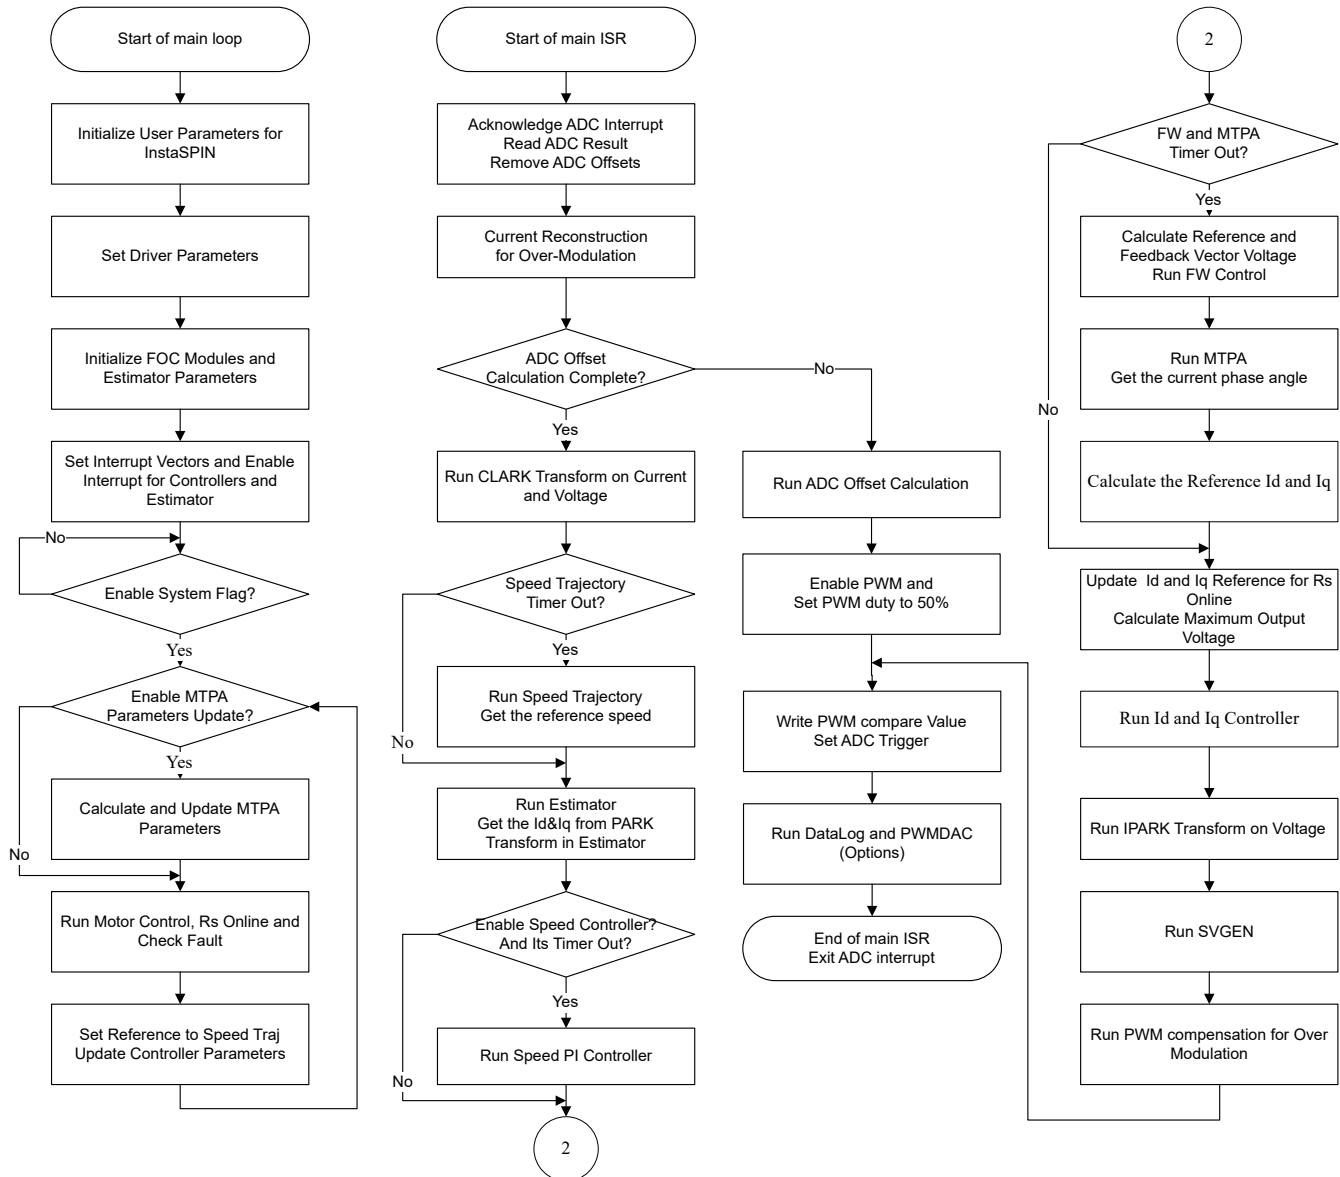 Start of main loop
Initialize User Parameters for
InstaSPIN
Set Driver Parameters
Initialize FOC Modules and
Estimator Parameters
Set Interrupt Vectors and Enable
Interrupt for Controllers and
Estimator
No
Enable System Flag?
Yes
Enable MTPA
Parameters Update?
Yes
Calculate and Update MTPA
Parameters
No
Run Motor Control, Rs Online and
Check Fault
Set Reference to Speed Traj
Update Controller Parameters
Start of main ISR
Acknowledge ADC Interrupt
Read ADC Result
Remove ADC Offsets
Current Reconstruction
for Over-Modulation
ADC Offset
Calculation Complete?
No
Yes
Run CLARK Transform on Current
and Voltage
Speed Trajectory
Timer Out?
Yes
Run Speed Trajectory
Get the reference speed
No
Run Estimator
Get the Id&Iq from PARK
Transform in Estimator
Enable Speed Controller?
And Its Timer Out?
Yes
Run Speed PI Controller
No
2
Run ADC Offset Calculation
Enable PWM and
Set PWM duty to 50%
Write PWM compare Value
Set ADC Trigger
Run DataLog and PWMDAC
(Options)
End of main ISR
Exit ADC interrupt
2
FW and MTPA
Timer Out?
Yes
Calculate Reference and
Feedback Vector Voltage
Run FW Control
Run MTPA
Get the current phase angle
No
Calculate the Reference Id and Iq
Update Id and Iq Reference for Rs
Online
Calculate Maximum Output
Voltage
Run Id and Iq Controller
Run IPARK Transform on Voltage
Run SVGEN
Run PWM compensation for Over
Modulation